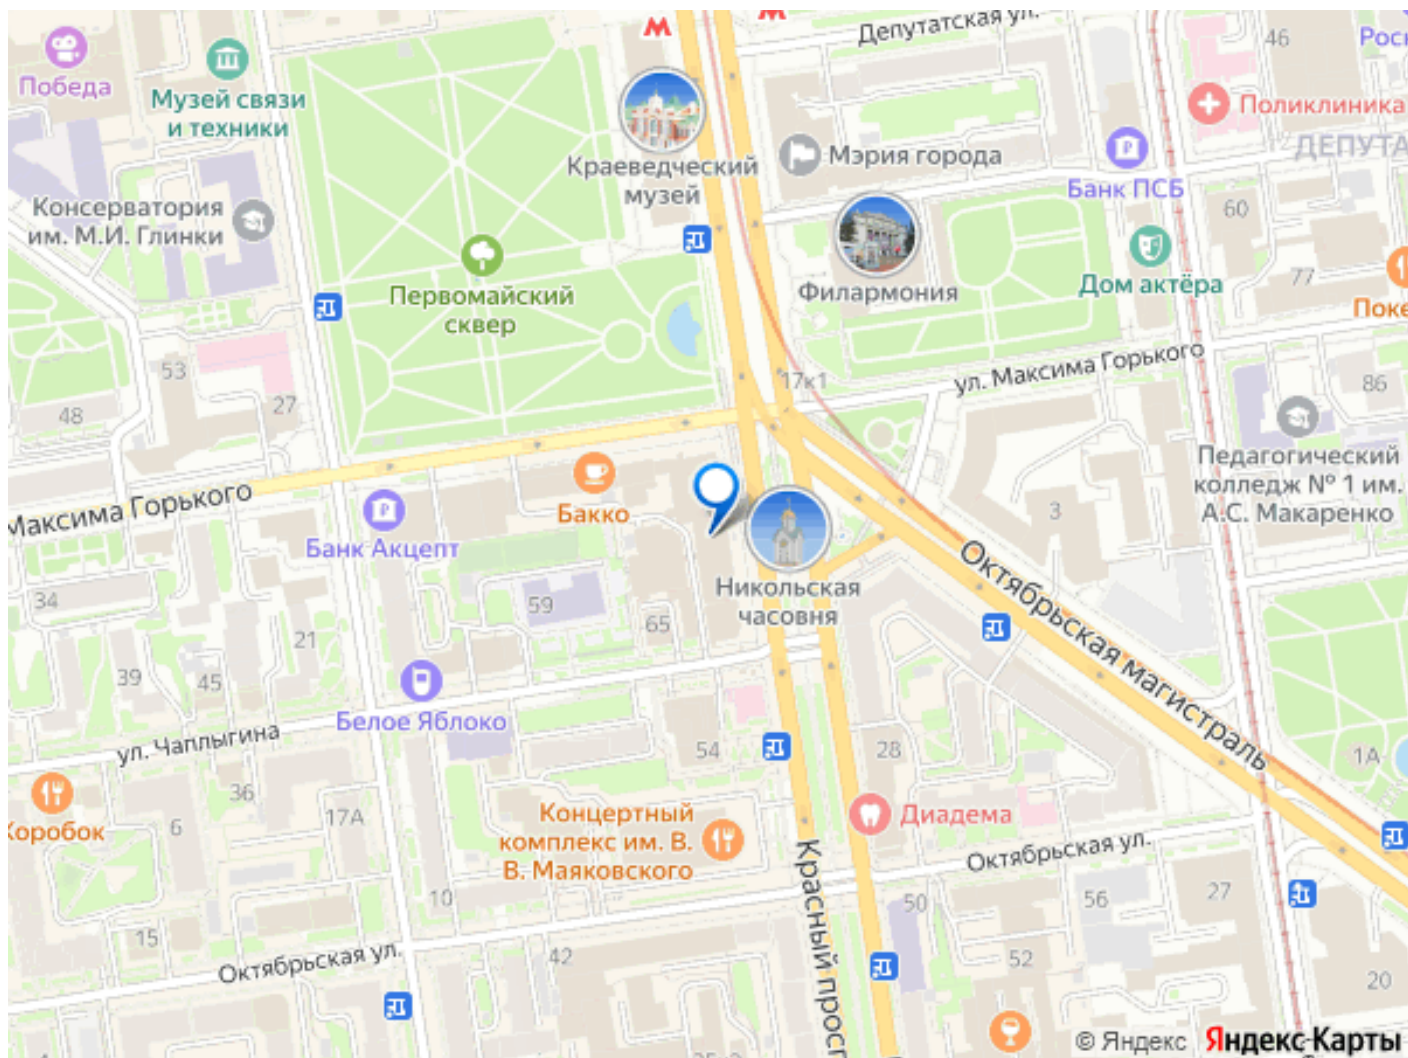 Депутатская ул.
46
Победа
Музей связи
и техники
Поликлиника
Краеведческий
музей
Мэрия города
Банк ПСБ
Консерватория
им. М.И. Глинки
60
Филармония
Дом актёра
77
Первомайский
сквер
ул. Максима Горького
17к1
53
27
48
86
Педагогический
колледж № 1 им.
А.С. Макаренко
Максима Горького
Бакко
Банк Акцепт
3
Никольская
часовня
Октябрьская магистраль
34
59
65
21
39
45
Белое Яблоко
ул. Чаплыгина
54
28
1А
36
17А
6
Концертный
комплекс им. В.
В. Маяковского
Диадема
Октябрьская ул.
Красный просп
10
50
56
27
15
Октябрьская ул.
42
52
20
© Яндекс Яндекс Карты